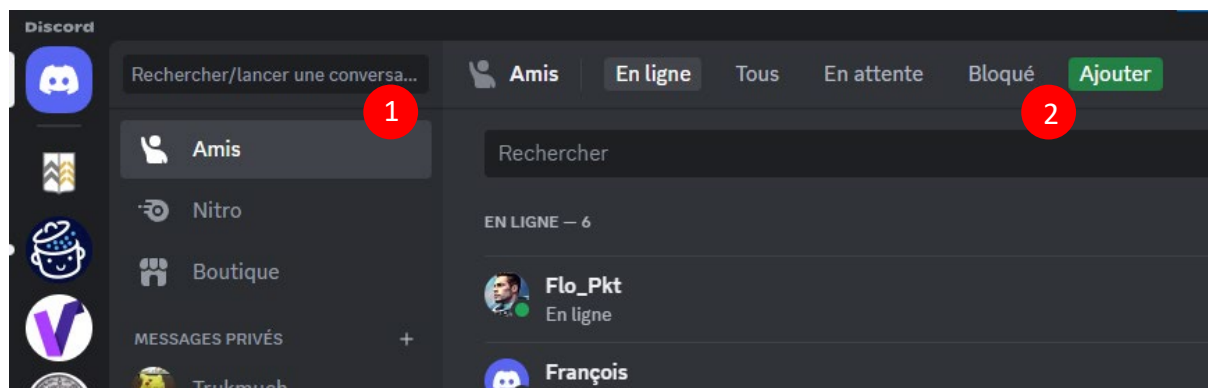 Discord
Rechercher/lancer une conversa...
1
Amis
Nitro
Boutique
MESSAGES PRIVÉS +
Trukmuch
Amis En ligne Tous En attente Bloqué Ajouter
2
Rechercher
EN LIGNE — 6
Flo_Pkt
En ligne
François